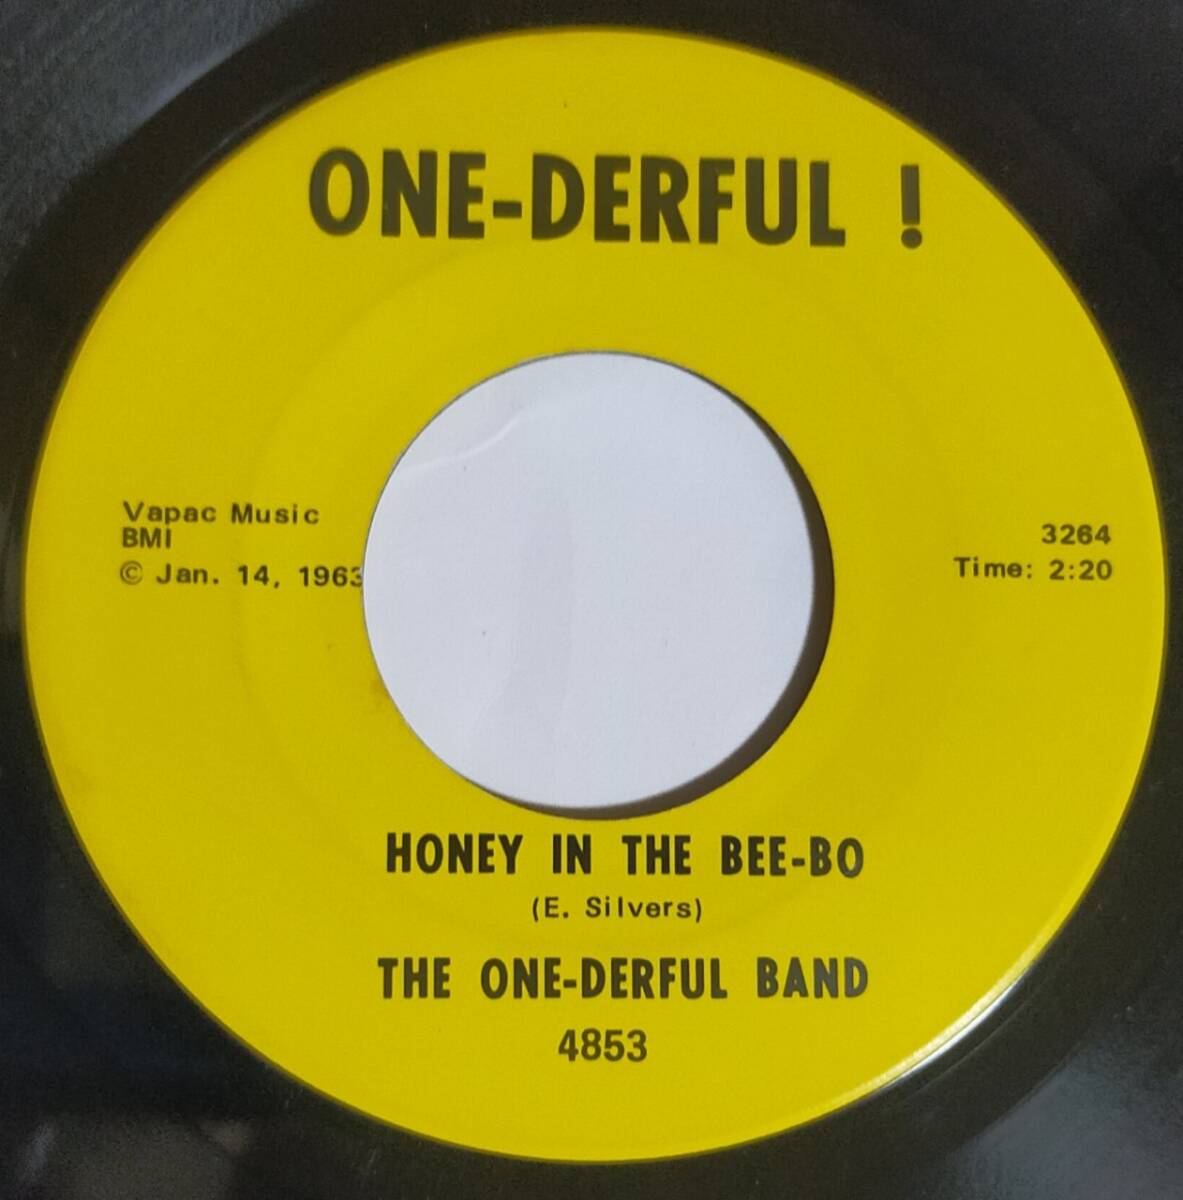 ONE-DERFUL !
Vapac Music
BMI
© Jan. 14, 1963
3264
Time: 2:20
HONEY IN THE BEE-BO
(E. Silvers)
THE ONE-DERFUL BAND
4853